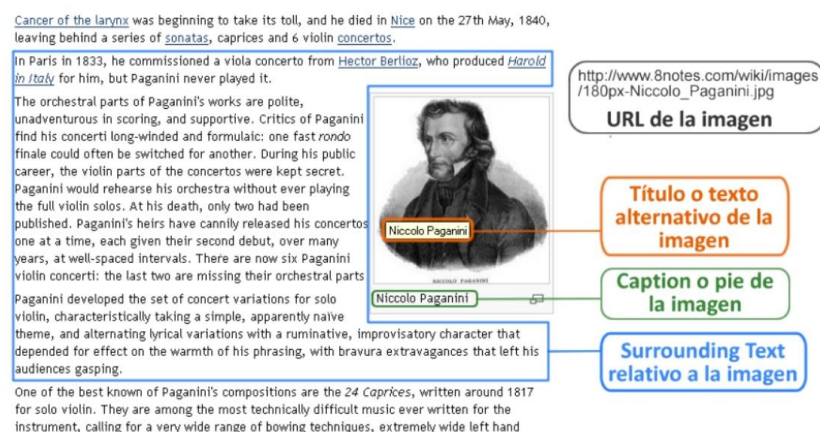 Cancer of the larynx was beginning to take its toll, and he died in Nice on the 27th May, 1840,
leaving behind a series of sonatas, caprices and 6 violin concertos.
In Paris in 1833, he commissioned a viola concerto from Hector Berlioz, who produced Harold
in Italy for him, but Paganini never played it.
The orchestral parts of Paganini's works are polite,
unadventurous in scoring, and supportive. Critics of Paganini
find his concerti long-winded and formulaic: one fast rondo
finale could often be switched for another. During his public
career, the violin parts of the concertos were kept secret.
Paganini would rehearse his orchestra without ever playing
the full violin solos. At his death, only two had been
published. Paganini's heirs have cannily released his concertos
one at a time, each given their second debut, over many
years, at well-spaced intervals. There are now six Paganini
violin concerti: the last two are missing their orchestral parts
Paganini developed the set of concert variations for solo
violin, characteristically taking a simple, apparently naïve
theme, and alternating lyrical variations with a ruminative, improvisatory character that
depended for effect on the warmth of his phrasing, with bravura extravagances that left his
audiences gasping.
One of the best known of Paganini's compositions are the 24 Caprices, written around 1817
for solo violin. They are among the most technically difficult music ever written for the
instrument, calling for a very wide range of bowing techniques, extremely wide left hand
Niccolo Paganini
NICCOLO PAGANINI
Niccolo Paganini
http://www.8notes.com/wiki/images
/180px-Niccolo_Paganini.jpg
URL de la imagen
Título o texto
alternativo de la
imagen
Caption o pie de
la imagen
Surrounding Text
relativo a la imagen